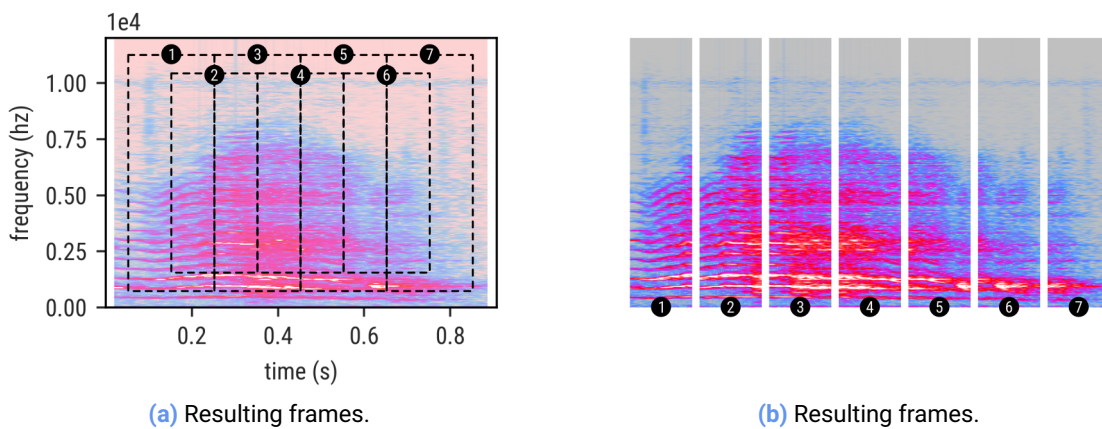 1e4
1 3 5 7
2 4 6
1.00
0.75
0.50
0.25
0.00
frequency (hz)
0.2 0.4 0.6 0.8
time (s)
(a) Resulting frames.
1 2 3 4 5 6 7
(b) Resulting frames.